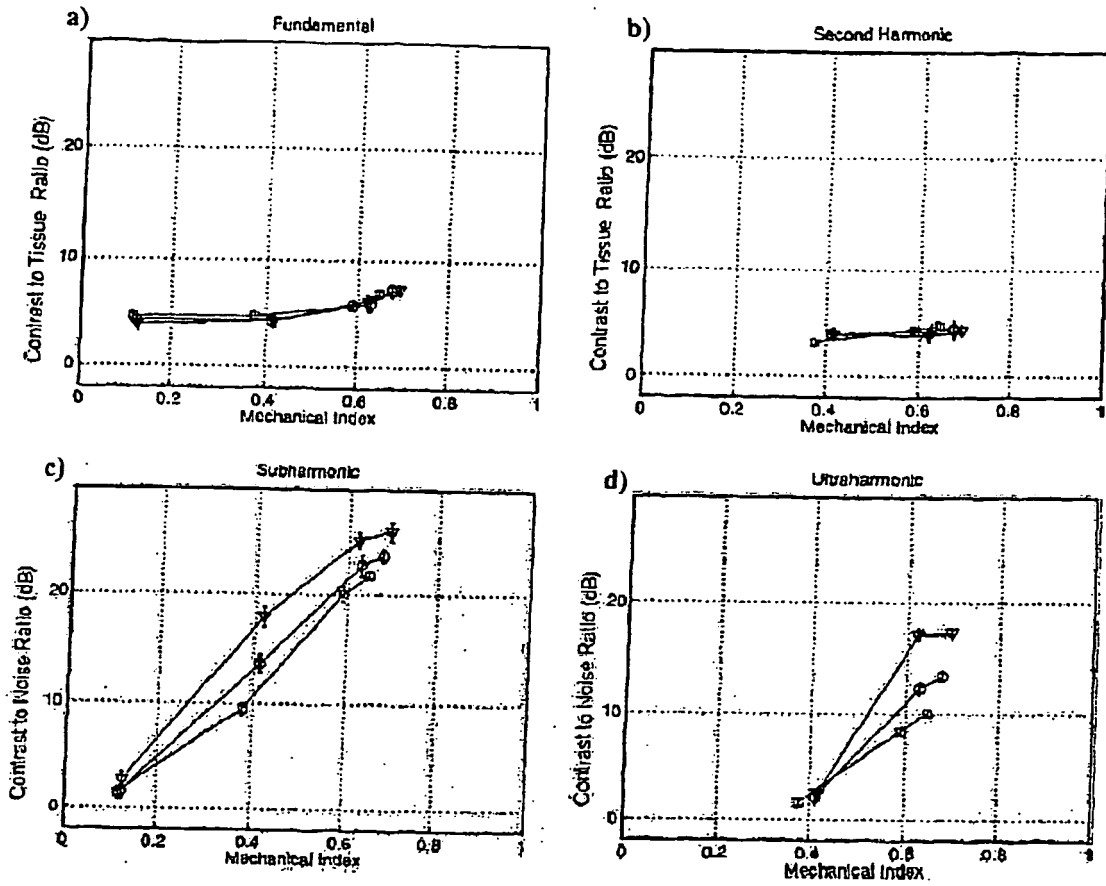 a)
Fundamental
Contrast to Tissue Ratio (dB)
20
10
0
0
0.2
0.4
0.6
0.8
1
Mechanical Index
b)
Second Harmonic
Contrast to Tissue Ratio (dB)
20
10
0
0
0.2
0.4
0.6
0.8
1
Mechanical Index
c)
Subharmonic
Contrast to Noise Ratio (dB)
20
10
0
0
0.2
0.4
0.6
0.8
1
Mechanical Index
d)
Ultraharmonic
Contrast to Noise Ratio (dB)
20
10
0
0
0.2
0.4
0.6
0.8
1
Mechanical Index